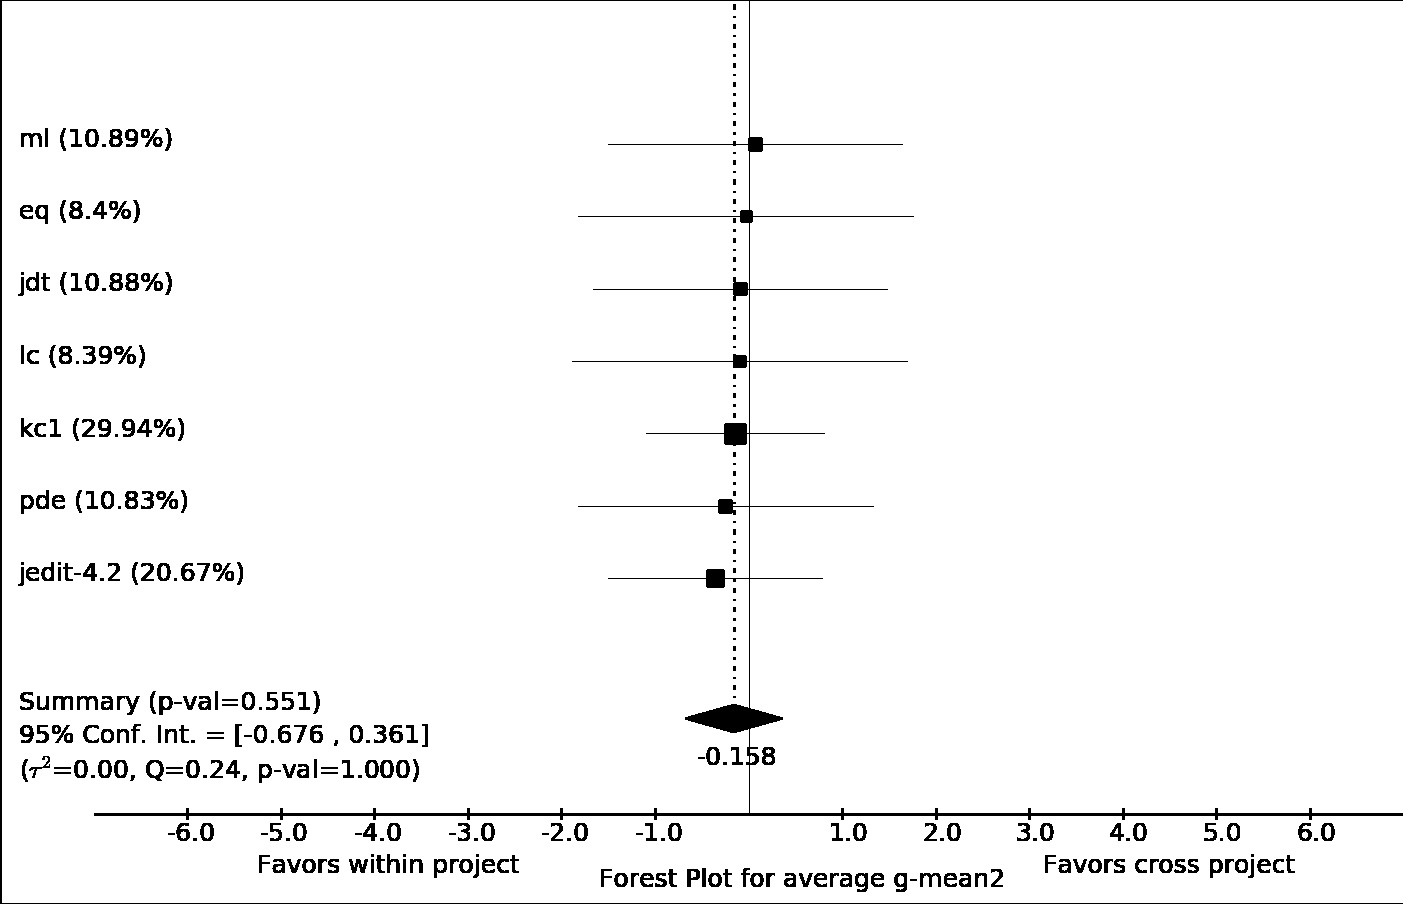 ml (10.89%)
eq (8.4%)
jdt (10.88%)
lc (8.39%)
kc1 (29.94%)
pde (10.83%)
jedit-4.2 (20.67%)
Summary (p-val=0.551)
95% Conf. Int. = [-0.676 , 0.361]
-0.158
(τ²=0.00, Q=0.24, p-val=1.000)
-6.0 -5.0 -4.0 -3.0 -2.0 -1.0 1.0 2.0 3.0 4.0 5.0 6.0
Favors within project
Favors cross project
Forest Plot for average g-mean2